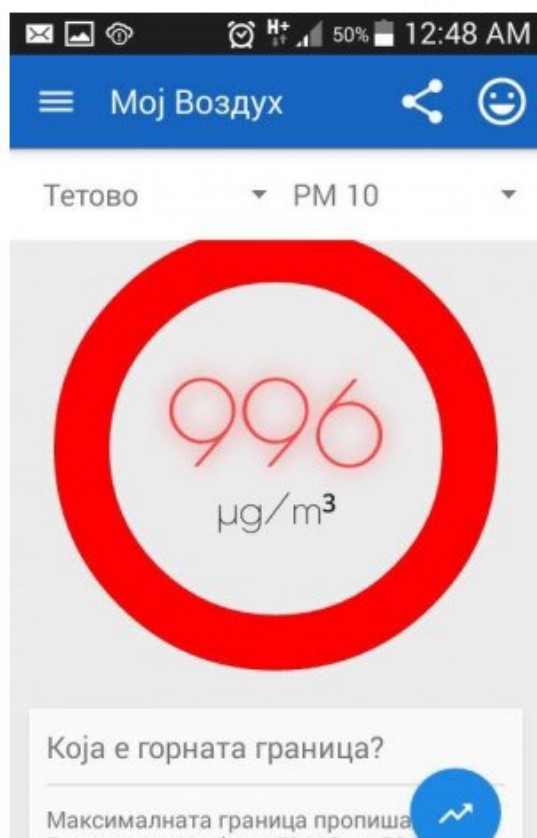 50% 12:48 AM
Мој Воздух
Тетово PM 10
996
µg/m³
Која е горната граница?
Максималната граница пропиша